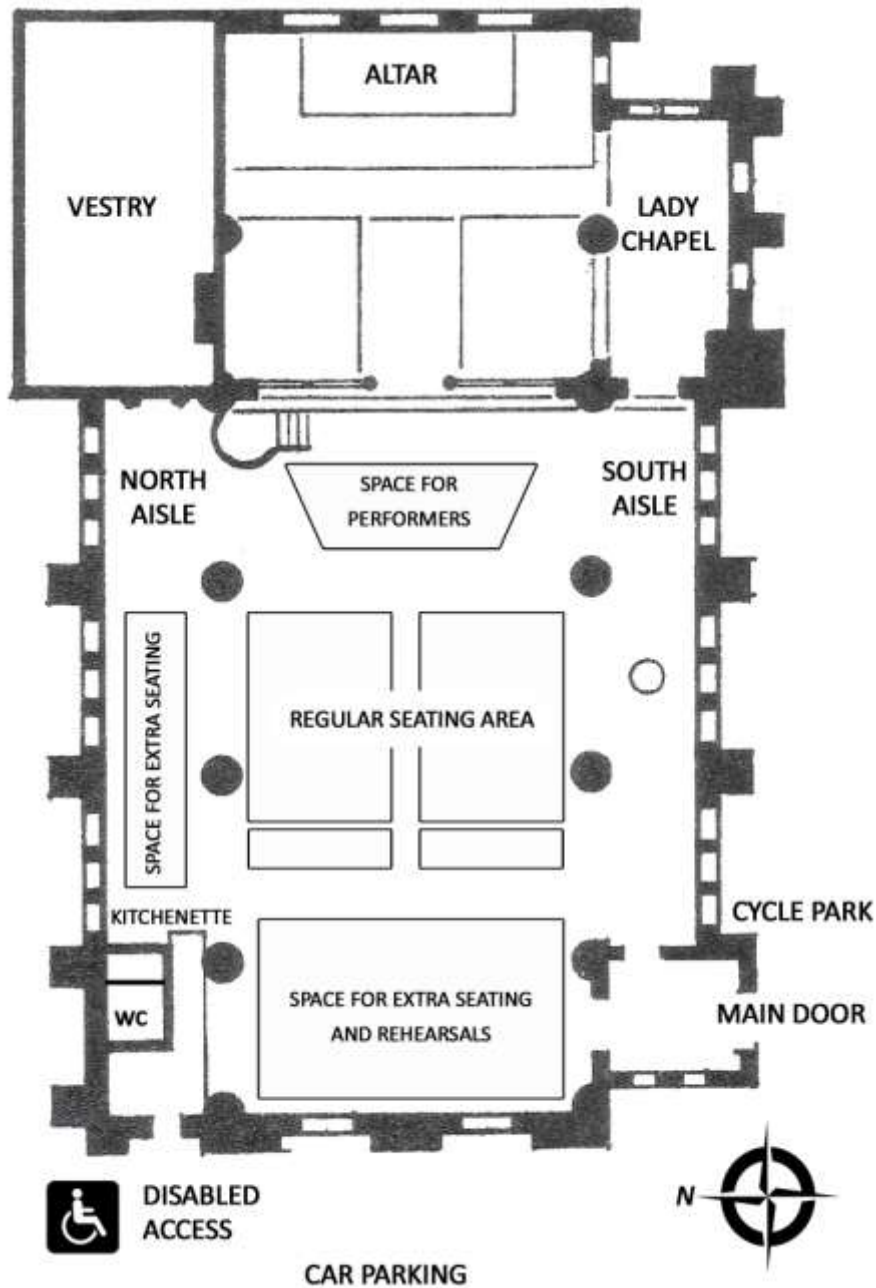 ALTAR
VESTRY
LADY
CHAPEL
NORTH
AISLE
SPACE FOR
PERFORMERS
SOUTH
AISLE
SPACE FOR EXTRA SEATING
REGULAR SEATING AREA
KITCHENETTE
CYCLE PARK
WC
SPACE FOR EXTRA SEATING
AND REHEARSALS
MAIN DOOR
DISABLED
ACCESS
N
CAR PARKING